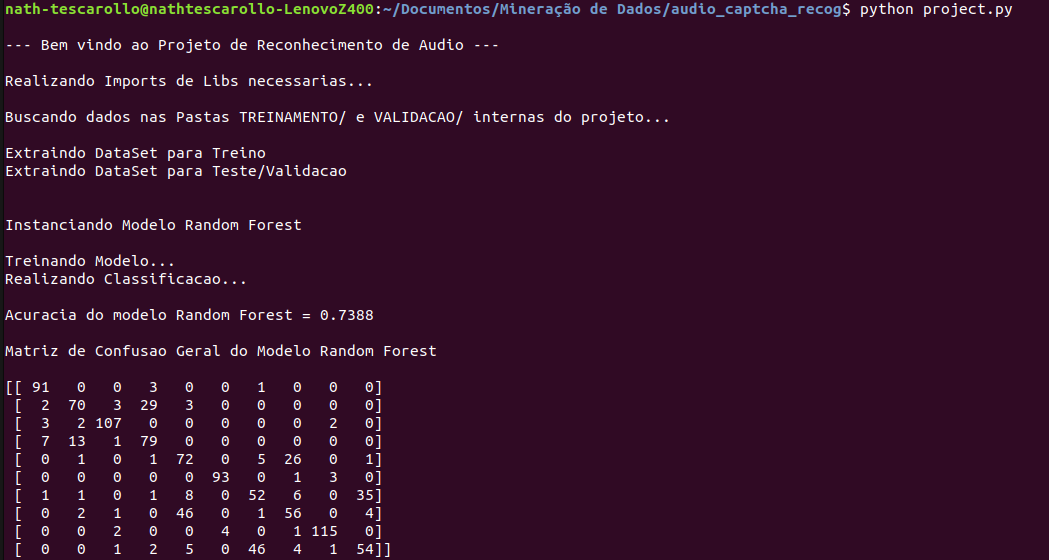 nath-tescarollo@nathtescarollo-LenovoZ400:~/Documentos/Mineração de Dados/audio_captcha_recog$ python project.py
--- Bem vindo ao Projeto de Reconhecimento de Audio ---
Realizando Imports de Libs necessarias...
Buscando dados nas Pastas TREINAMENTO/ e VALIDACAO/ internas do projeto...
Extraindo DataSet para Treino
Extraindo DataSet para Teste/Validacao
Instanciando Modelo Random Forest
Treinando Modelo...
Realizando Classificacao...
Acuracia do modelo Random Forest = 0.7388
Matriz de Confusao Geral do Modelo Random Forest
[[ 91   0   0   3   0   0   1   0   0   0]
 [  2  70   3  29   3   0   0   0   0   0]
 [  3   2 107   0   0   0   0   0   2   0]
 [  7  13   1  79   0   0   0   0   0   0]
 [  0   1   0   1  72   0   5  26   0   1]
 [  0   0   0   0   0  93   0   1   3   0]
 [  1   1   0   1   8   0  52   6   0  35]
 [  0   2   1   0  46   0   1  56   0   4]
 [  0   0   2   0   0   4   0   1 115   0]
 [  0   0   1   2   5   0  46   4   1  54]]